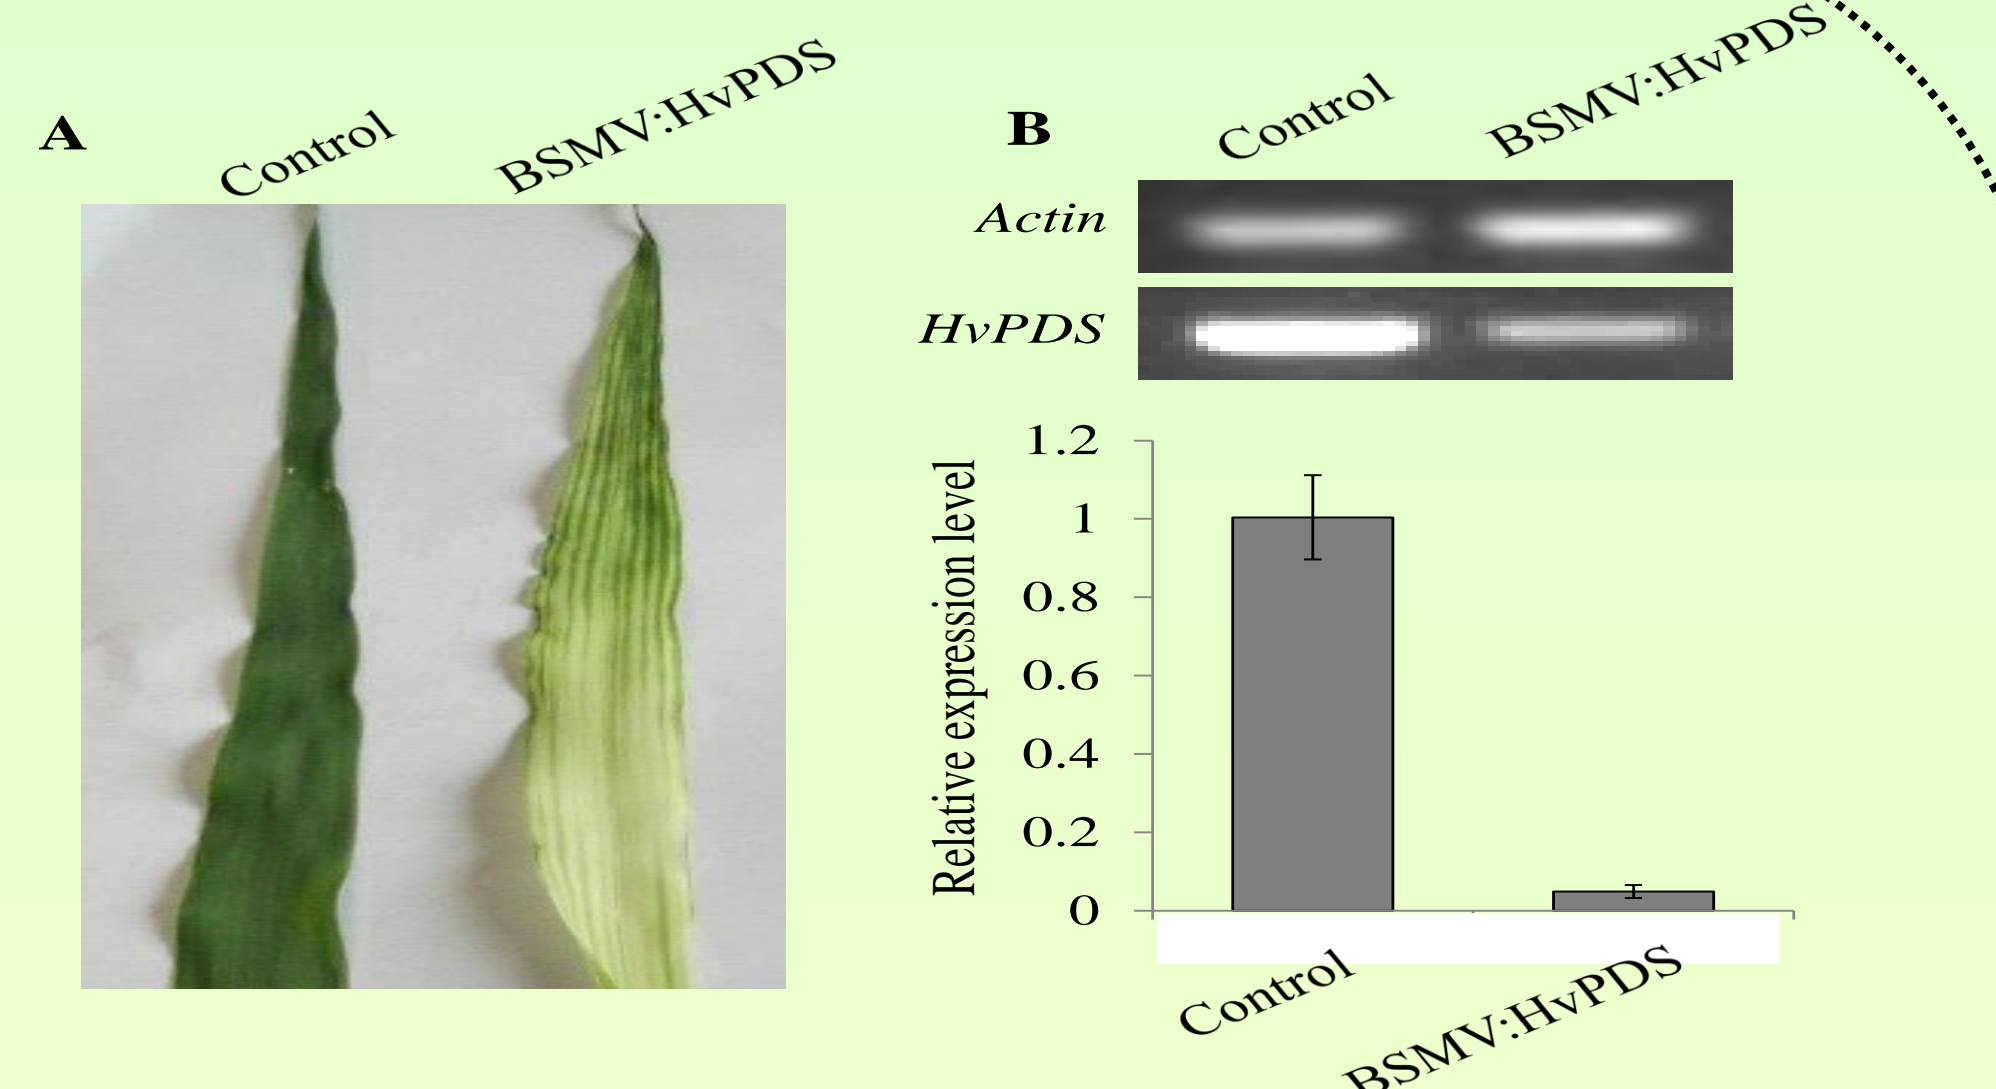 A
Control
BSMV:HvPDS
B
Control
BSMV:HvPDS
Actin
HvPDS
Relative expression level
1.2
1
0.8
0.6
0.4
0.2
0
Control
BSMV:HvPDS